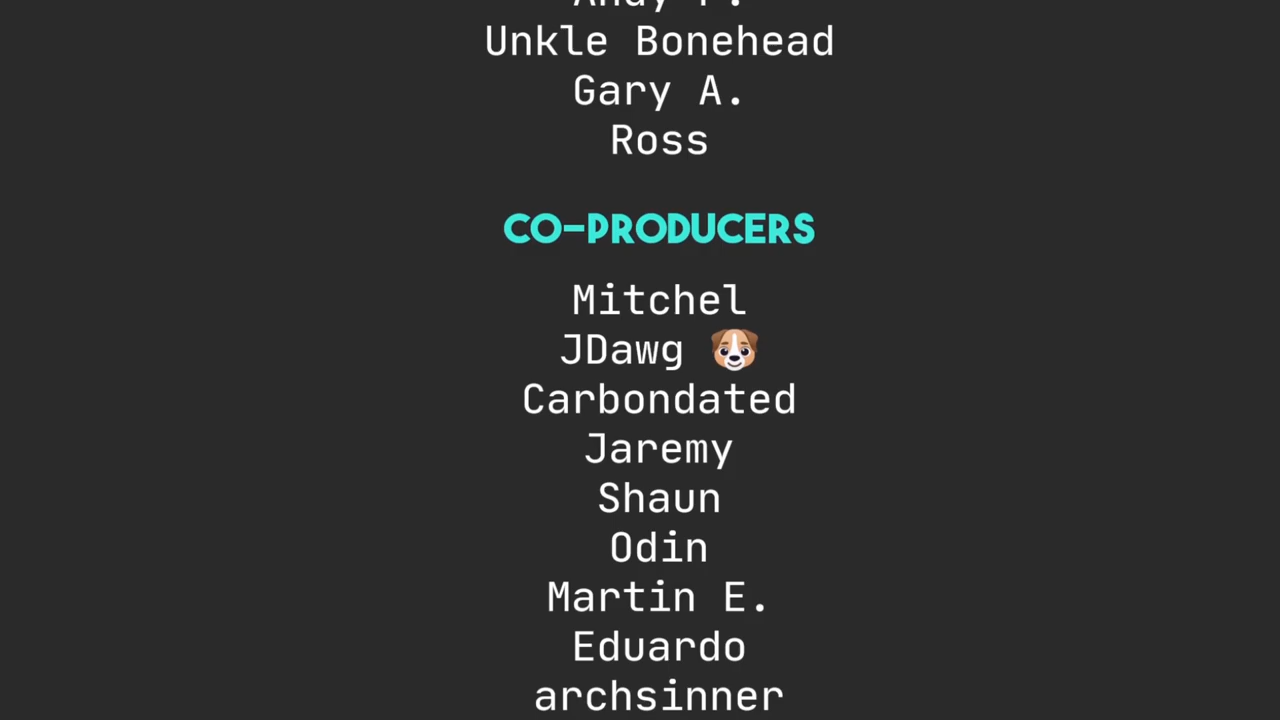 Unkle Bonehead
Gary A.
Ross
CO-PRODUCERS
Mitchel
JDawg 🐶
Carbondated
Jaremy
Shaun
Odin
Martin E.
Eduardo
archsinner